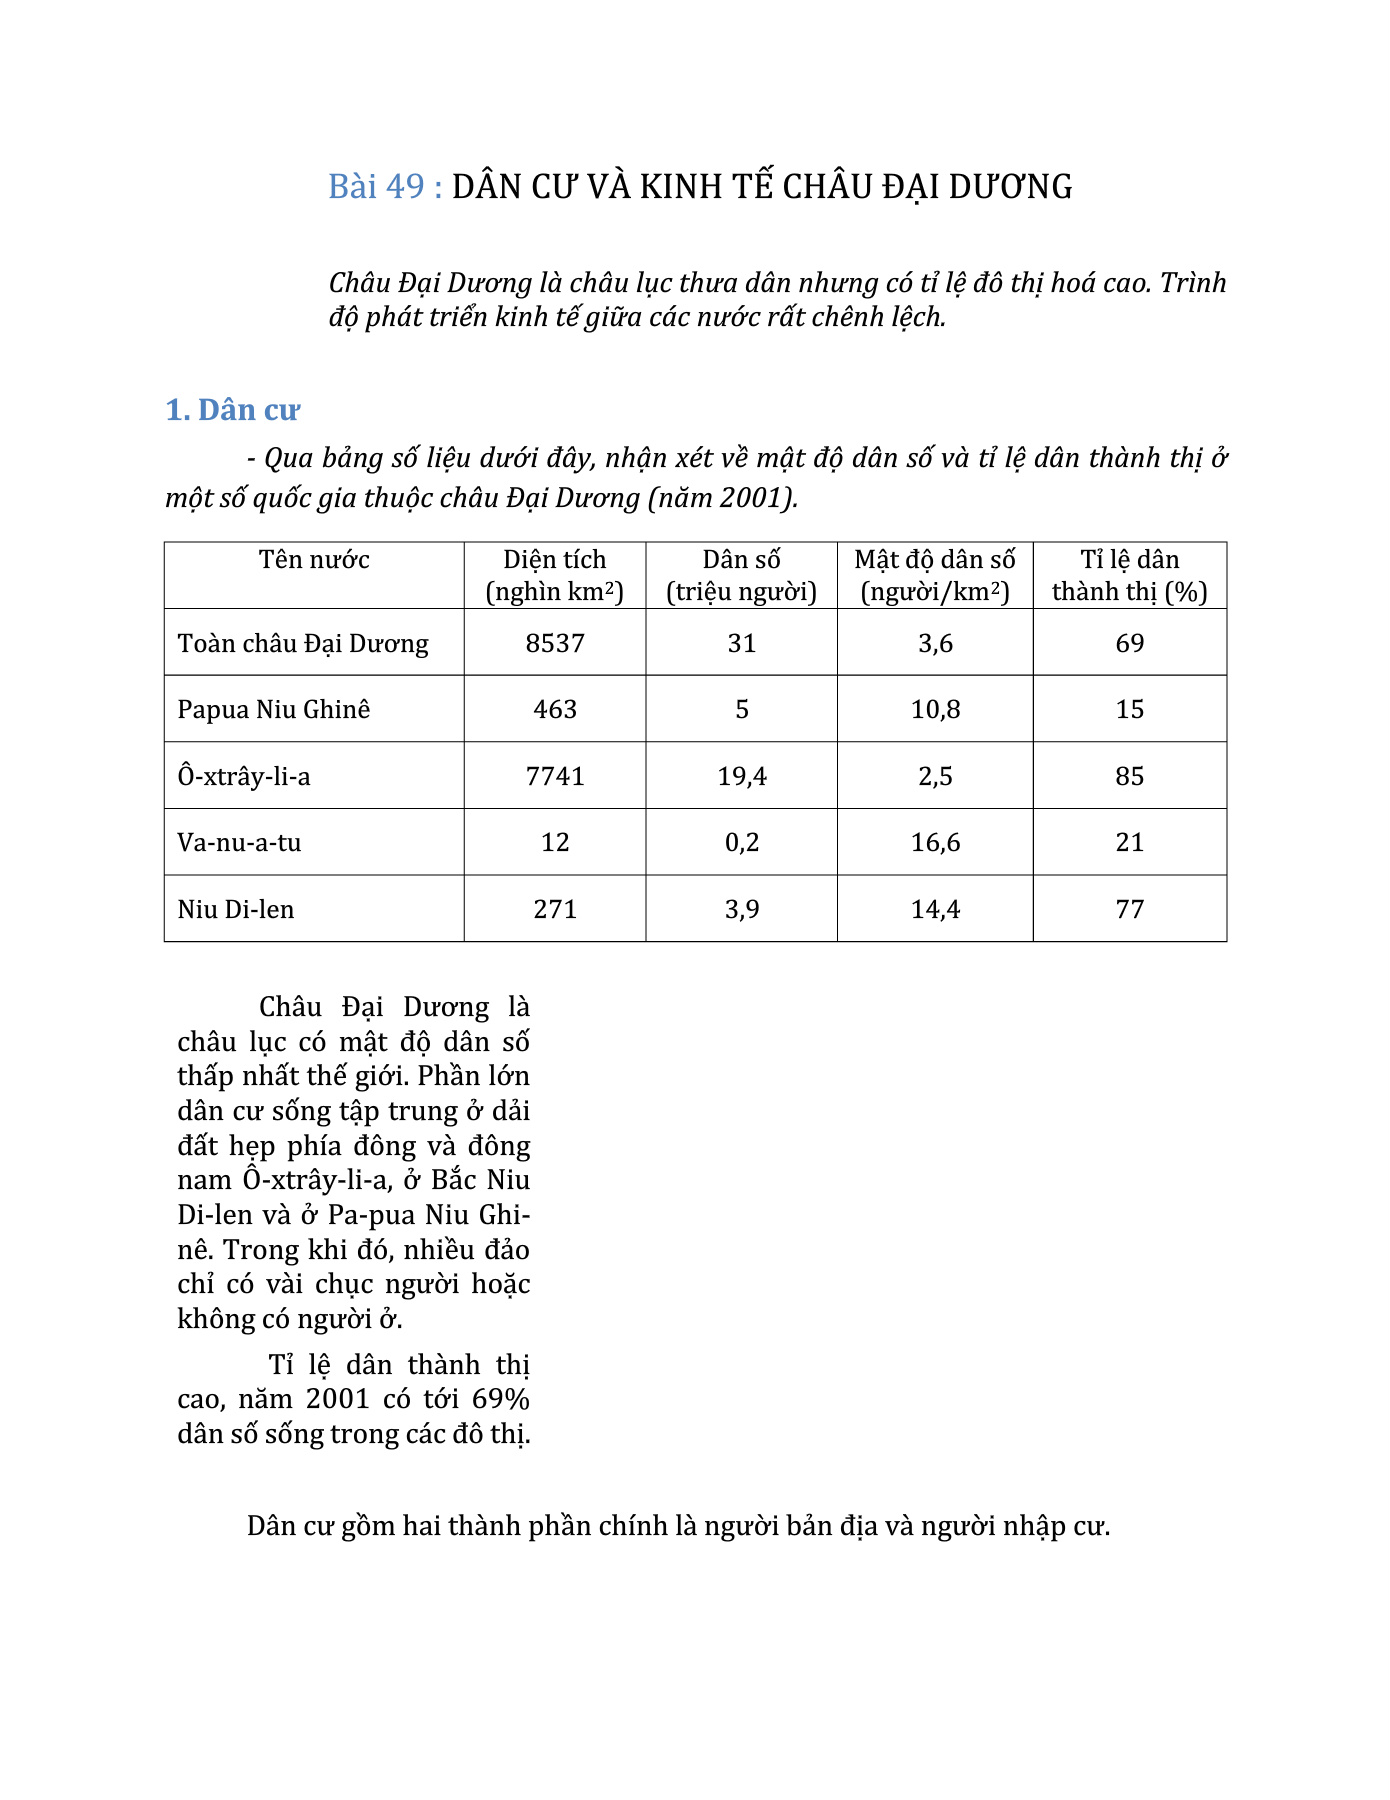 Bài 49 : DÂN CƯ VÀ KINH TẾ CHÂU ĐẠI DƯƠNG
Châu Đại Dương là châu lục thưa dân nhưng có tỉ lệ đô thị hoá cao. Trình
độ phát triển kinh tế giữa các nước rất chênh lệch.
1. Dân cư
- Qua bảng số liệu dưới đây, nhận xét về mật độ dân số và tỉ lệ dân thành thị ở
một số quốc gia thuộc châu Đại Dương (năm 2001).
Tên nước Diện tích Dân số Mật độ dân số Tỉ lệ dân
(nghìn km²) (triệu người) (người/km²) thành thị (%)
Toàn châu Đại Dương 8537 31 3,6 69
Papua Niu Ghinê 463 5 10,8 15
Ô-xtrây-li-a 7741 19,4 2,5 85
Va-nu-a-tu 12 0,2 16,6 21
Niu Di-len 271 3,9 14,4 77
Châu Đại Dương là
châu lục có mật độ dân số
thấp nhất thế giới. Phần lớn
dân cư sống tập trung ở dải
đất hẹp phía đông và đông
nam Ô-xtrây-li-a, ở Bắc Niu
Di-len và ở Pa-pua Niu Ghi-
nê. Trong khi đó, nhiều đảo
chỉ có vài chục người hoặc
không có người ở.
Tỉ lệ dân thành thị
cao, năm 2001 có tới 69%
dân số sống trong các đô thị.
Dân cư gồm hai thành phần chính là người bản địa và người nhập cư.